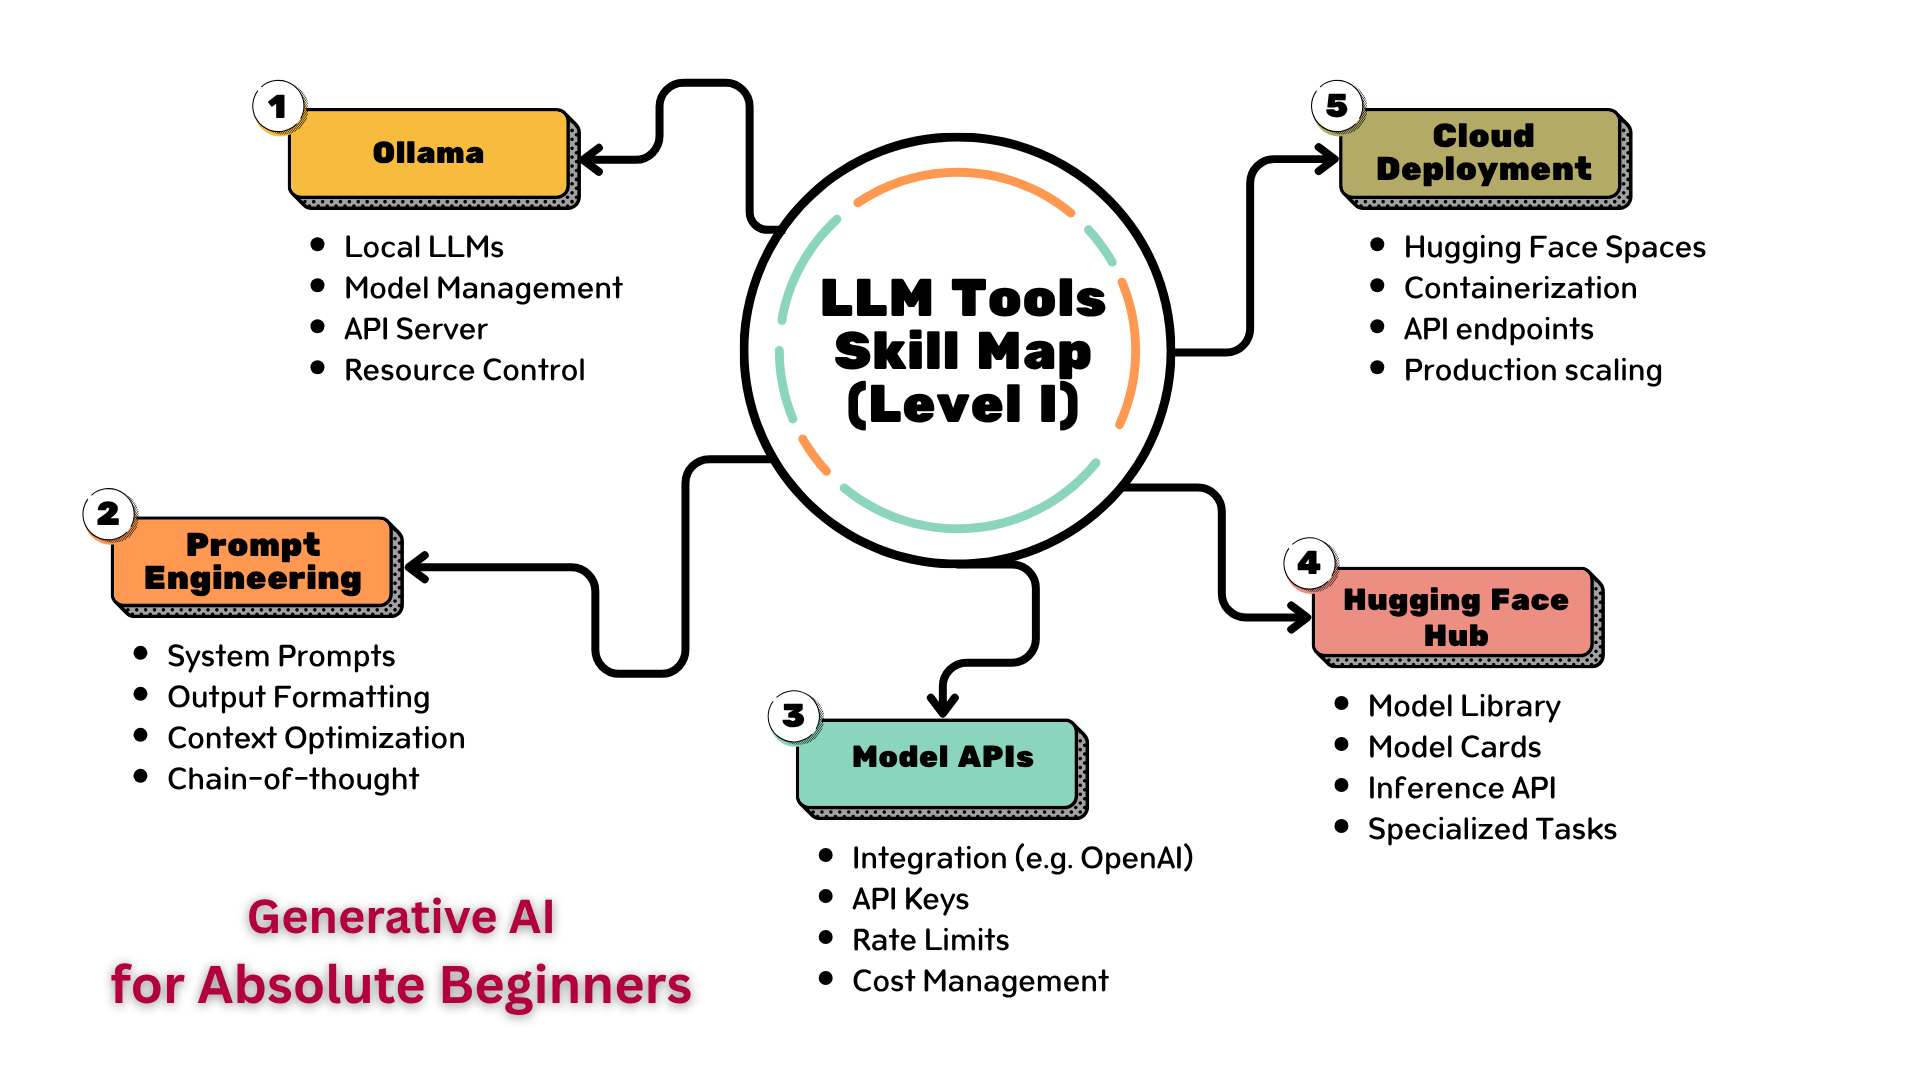 LLM Tools
Skill Map
(Level I)
1
Ollama
Local LLMs
Model Management
API Server
Resource Control
2
Prompt
Engineering
System Prompts
Output Formatting
Context Optimization
Chain-of-thought
3
Model APIs
Integration (e.g. OpenAI)
API Keys
Rate Limits
Cost Management
4
Hugging Face
Hub
Model Library
Model Cards
Inference API
Specialized Tasks
5
Cloud
Deployment
Hugging Face Spaces
Containerization
API endpoints
Production scaling
Generative AI
for Absolute Beginners